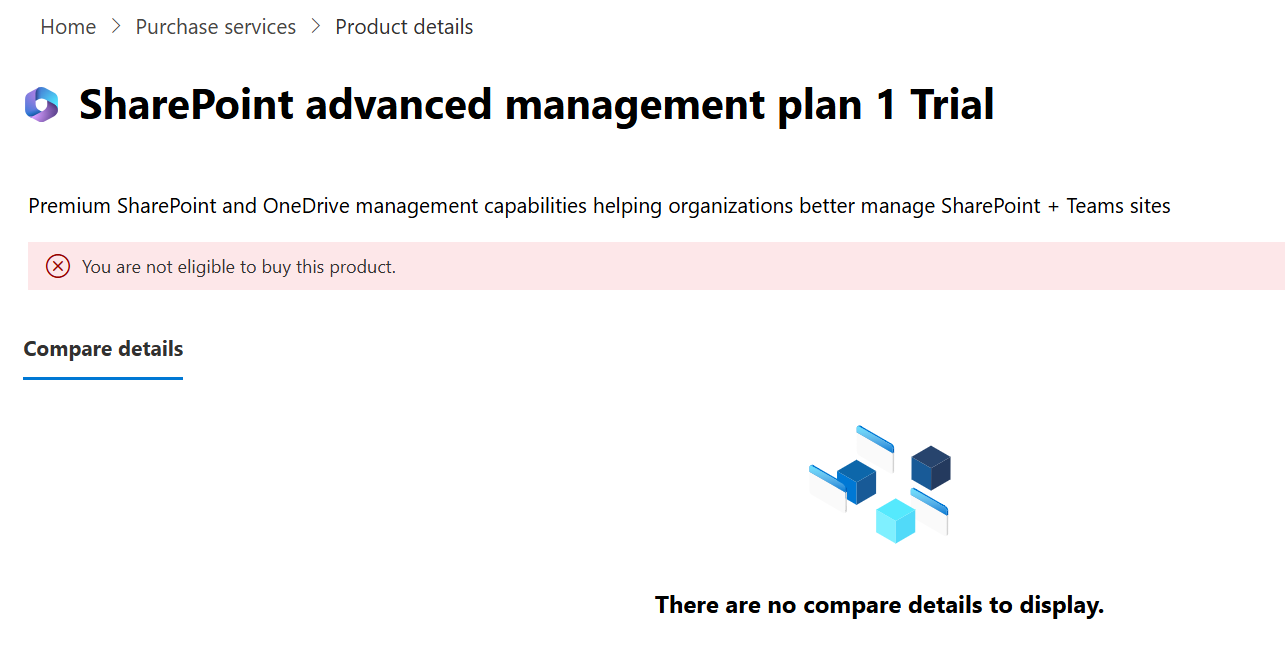 Home > Purchase services > Product details
SharePoint advanced management plan 1 Trial
Premium SharePoint and OneDrive management capabilities helping organizations better manage SharePoint + Teams sites
You are not eligible to buy this product.
Compare details
There are no compare details to display.